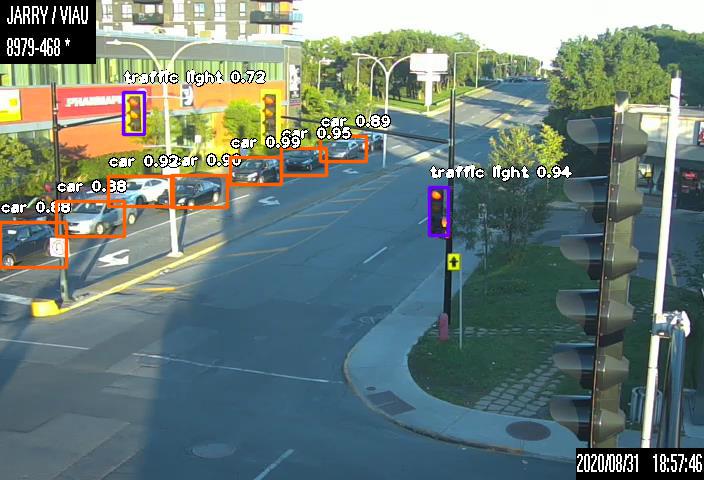 JARRY / VIAU
8979-468 *
traffic light 0.72
PHARMAPR
car 0.89
car 0.95
car 0.99
car 0.92
car 0.90
traffic light 0.94
car 0.88
car 0.88
2020/08/31 18:57:46